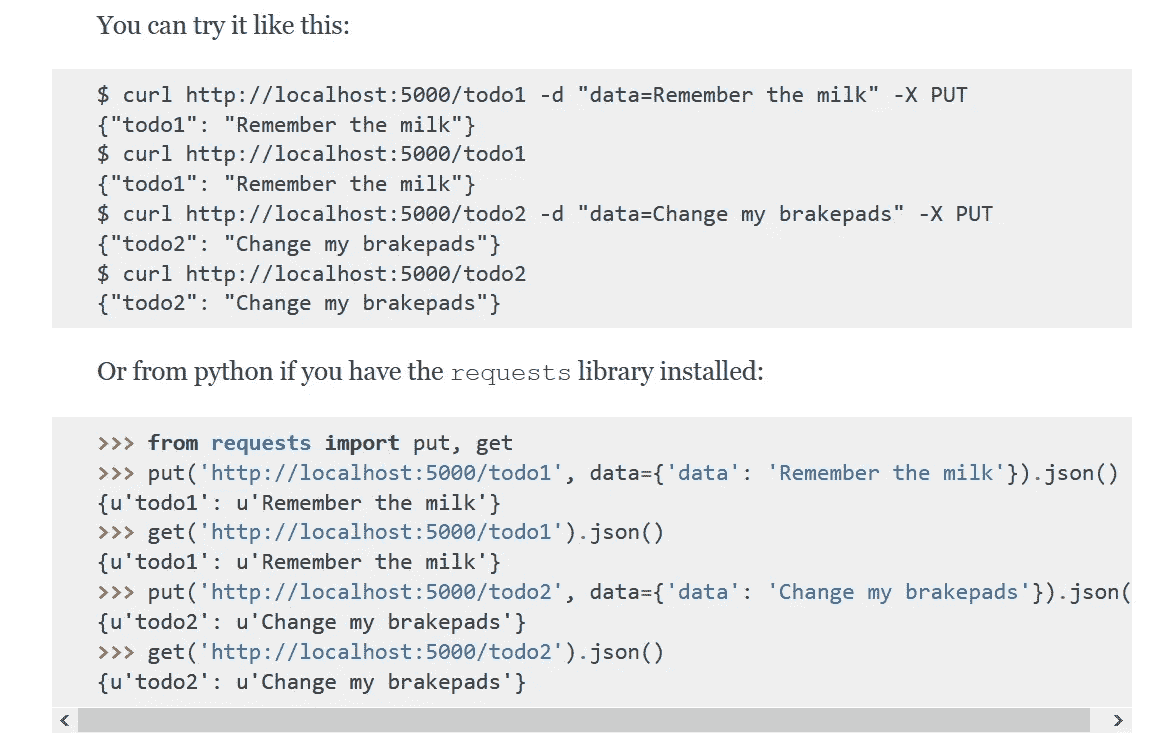 You can try it like this:
$ curl http://localhost:5000/todo1 -d "data=Remember the milk" -X PUT
{"todo1": "Remember the milk"}
$ curl http://localhost:5000/todo1
{"todo1": "Remember the milk"}
$ curl http://localhost:5000/todo2 -d "data=Change my brakepads" -X PUT
{"todo2": "Change my brakepads"}
$ curl http://localhost:5000/todo2
{"todo2": "Change my brakepads"}
Or from python if you have the requests library installed:
>>> from requests import put, get
>>> put('http://localhost:5000/todo1', data={'data': 'Remember the milk'}).json()
{u'todo1': u'Remember the milk'}
>>> get('http://localhost:5000/todo1').json()
{u'todo1': u'Remember the milk'}
>>> put('http://localhost:5000/todo2', data={'data': 'Change my brakepads'}).json(
{u'todo2': u'Change my brakepads'}
>>> get('http://localhost:5000/todo2').json()
{u'todo2': u'Change my brakepads'}